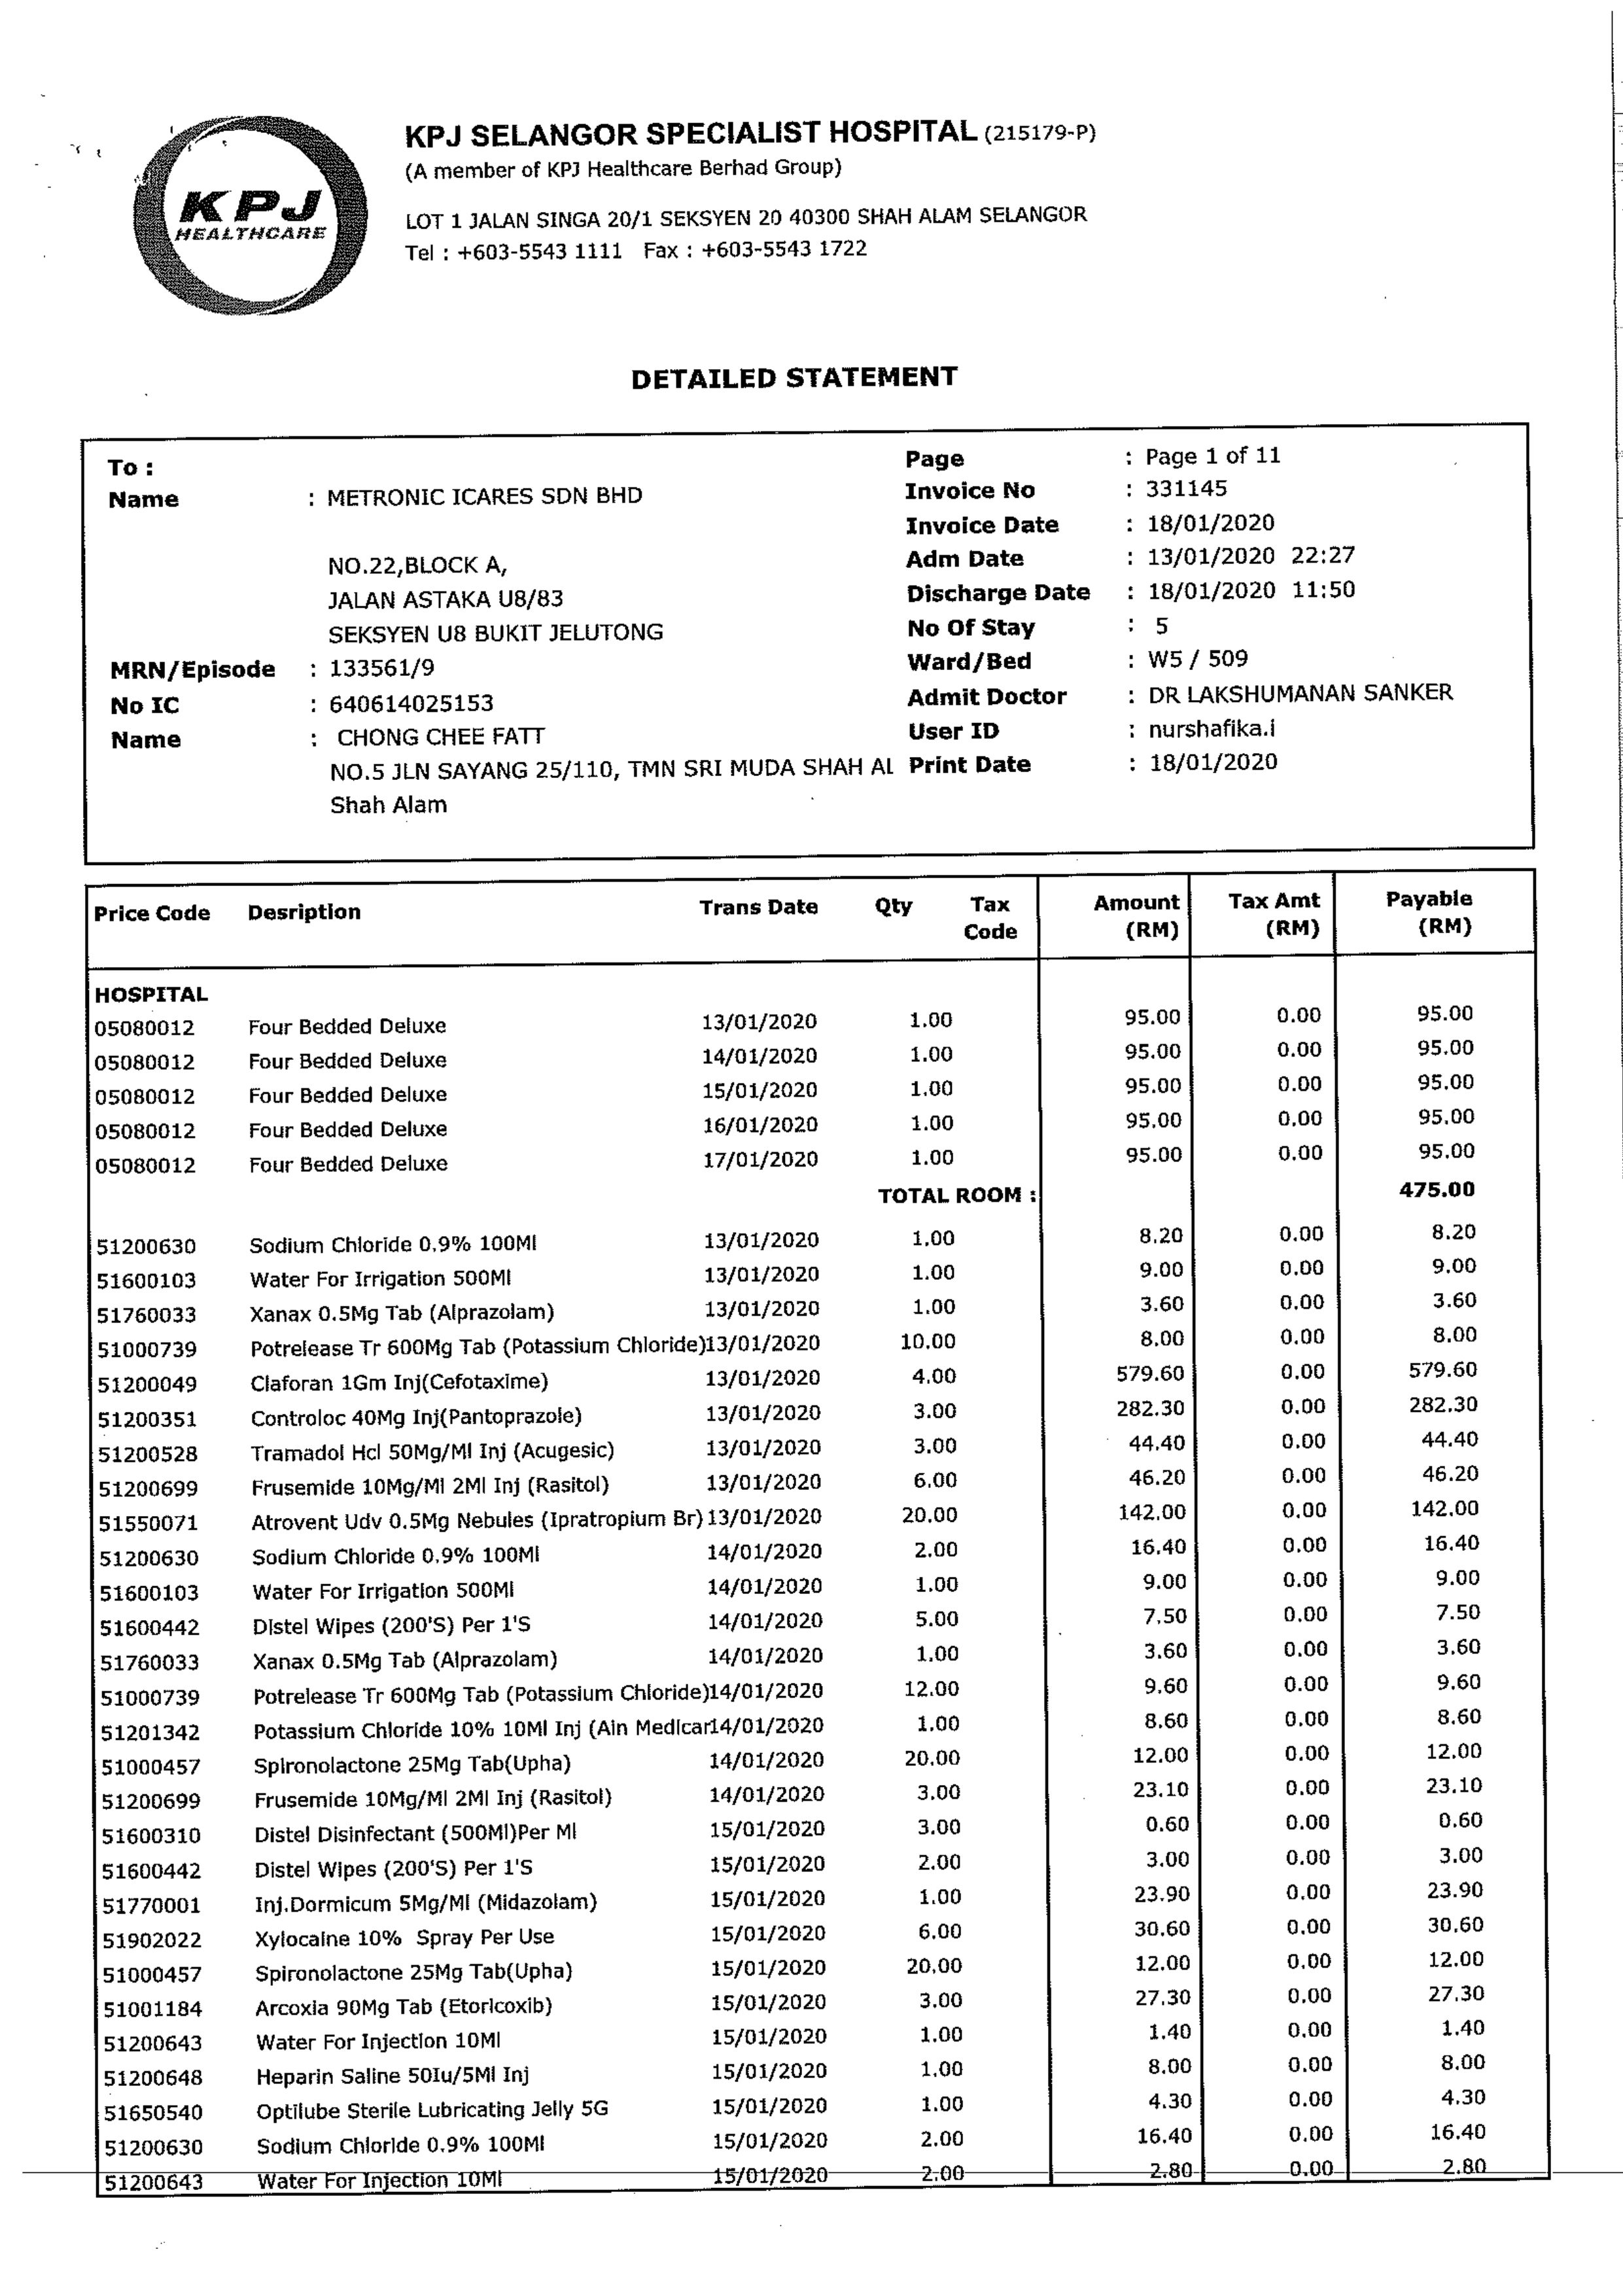 KPJ
HEALTHCARE
KPJ SELANGOR SPECIALIST HOSPITAL (215179-P)
(A member of KPJ Healthcare Berhad Group)
LOT 1 JALAN SINGA 20/1 SEKSYEN 20 40300 SHAH ALAM SELANGOR
Tel : +603-5543 1111 Fax : +603-5543 1722
DETAILED STATEMENT
To : Page : Page 1 of 11
Name : METRONIC ICARES SDN BHD Invoice No : 331145
Invoice Date : 18/01/2020
NO.22,BLOCK A, Adm Date : 13/01/2020 22:27
JALAN ASTAKA U8/83 Discharge Date : 18/01/2020 11:50
SEKSYEN U8 BUKIT JELUTONG No Of Stay : 5
MRN/Episode : 133561/9 Ward/Bed : W5 / 509
No IC : 640614025153 Admit Doctor : DR LAKSHUMANAN SANKER
Name : CHONG CHEE FATT User ID : nurshafika.i
NO.5 JLN SAYANG 25/110, TMN SRI MUDA SHAH AL Print Date : 18/01/2020
Shah Alam
Price Code Desription Trans Date Qty Tax Amount Tax Amt Payable
Code (RM) (RM) (RM)
HOSPITAL
05080012 Four Bedded Deluxe 13/01/2020 1.00 95.00 0.00 95.00
05080012 Four Bedded Deluxe 14/01/2020 1.00 95.00 0.00 95.00
05080012 Four Bedded Deluxe 15/01/2020 1.00 95.00 0.00 95.00
05080012 Four Bedded Deluxe 16/01/2020 1.00 95.00 0.00 95.00
05080012 Four Bedded Deluxe 17/01/2020 1.00 95.00 0.00 95.00
TOTAL ROOM : 475.00
51200630 Sodium Chloride 0.9% 100Ml 13/01/2020 1.00 8.20 0.00 8.20
51600103 Water For Irrigation 500Ml 13/01/2020 1.00 9.00 0.00 9.00
51760033 Xanax 0.5Mg Tab (Alprazolam) 13/01/2020 1.00 3.60 0.00 3.60
51000739 Potrelease Tr 600Mg Tab (Potassium Chloride)13/01/2020 10.00 8.00 0.00 8.00
51200049 Claforan 1Gm Inj(Cefotaxime) 13/01/2020 4.00 579.60 0.00 579.60
51200351 Controloc 40Mg Inj(Pantoprazole) 13/01/2020 3.00 282.30 0.00 282.30
51200528 Tramadol Hcl 50Mg/Ml Inj (Acugesic) 13/01/2020 3.00 44.40 0.00 44.40
51200699 Frusemide 10Mg/Ml 2Ml Inj (Rasitol) 13/01/2020 6.00 46.20 0.00 46.20
51550071 Atrovent Udv 0.5Mg Nebules (Ipratropium Br) 13/01/2020 20.00 142.00 0.00 142.00
51200630 Sodium Chloride 0.9% 100Ml 14/01/2020 2.00 16.40 0.00 16.40
51600103 Water For Irrigation 500Ml 14/01/2020 1.00 9.00 0.00 9.00
51600442 Distel Wipes (200'S) Per 1'S 14/01/2020 5.00 7.50 0.00 7.50
51760033 Xanax 0.5Mg Tab (Alprazolam) 14/01/2020 1.00 3.60 0.00 3.60
51000739 Potrelease Tr 600Mg Tab (Potassium Chloride)14/01/2020 12.00 9.60 0.00 9.60
51201342 Potassium Chloride 10% 10Ml Inj (Ain Medicar14/01/2020 1.00 8.60 0.00 8.60
51000457 Spironolactone 25Mg Tab(Upha) 14/01/2020 20.00 12.00 0.00 12.00
51200699 Frusemide 10Mg/Ml 2Ml Inj (Rasitol) 14/01/2020 3.00 23.10 0.00 23.10
51600310 Distel Disinfectant (500Ml)Per Ml 15/01/2020 3.00 0.60 0.00 0.60
51600442 Distel Wipes (200'S) Per 1'S 15/01/2020 2.00 3.00 0.00 3.00
51770001 Inj.Dormicum 5Mg/Ml (Midazolam) 15/01/2020 1.00 23.90 0.00 23.90
51902022 Xylocaine 10% Spray Per Use 15/01/2020 6.00 30.60 0.00 30.60
51000457 Spironolactone 25Mg Tab(Upha) 15/01/2020 20.00 12.00 0.00 12.00
51001184 Arcoxia 90Mg Tab (Etoricoxib) 15/01/2020 3.00 27.30 0.00 27.30
51200643 Water For Injection 10Ml 15/01/2020 1.00 1.40 0.00 1.40
51200648 Heparin Saline 50Iu/5Ml Inj 15/01/2020 1.00 8.00 0.00 8.00
51650540 Optilube Sterile Lubricating Jelly 5G 15/01/2020 1.00 4.30 0.00 4.30
51200630 Sodium Chloride 0.9% 100Ml 15/01/2020 2.00 16.40 0.00 16.40
51200643 Water For Injection 10Ml 15/01/2020 2.00 2.80 0.00 2.80